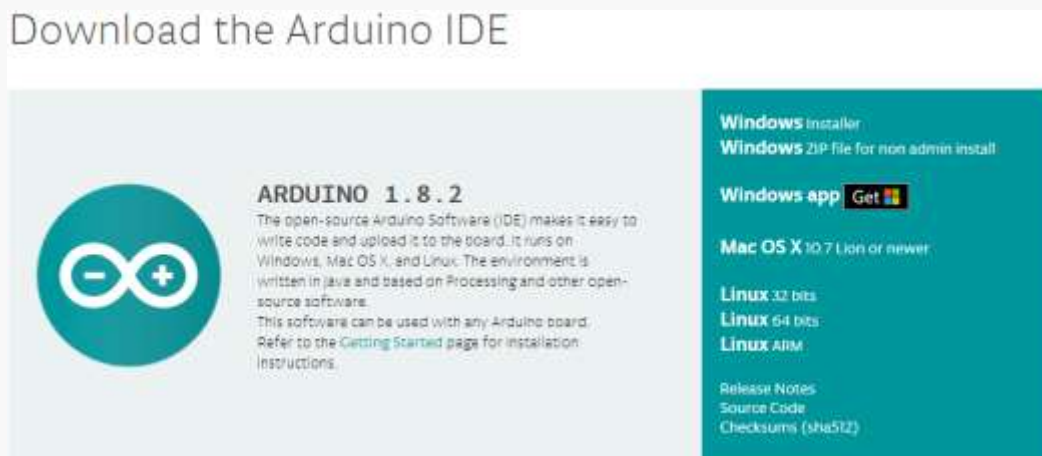 Download the Arduino IDE
ARDUINO 1.8.2
The open-source Arduino Software (IDE) makes it easy to
write code and upload it to the board. It runs on
Windows, Mac OS X, and Linux. The environment is
written in Java and based on Processing and other open-
source software.
This software can be used with any Arduino board.
Refer to the Getting Started page for Installation
Instructions.
Windows Installer
Windows ZIP file for non admin install
Windows app Get
Mac OS X 10.7 Lion or newer
Linux 32 bits
Linux 64 bits
Linux ARM
Release Notes
Source Code
Checksums (sha512)